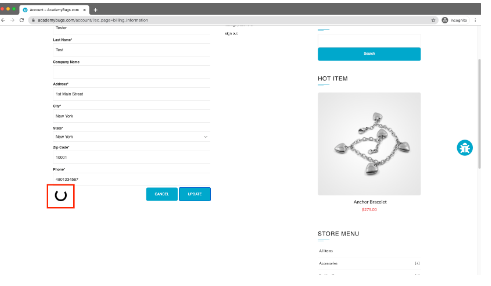 account – AcademyBugs.com
academybugs.com/account/?ec_page=billing_information
Incognito
Tester
Last Name*
Test
Company Name
Address*
1st Main Street
City*
New York
State*
New York
Zip Code*
10001
Phone*
CANCEL
UPDATE
Search
HOT ITEM
Anchor Bracelet
STORE MENU
All Items
Accessories